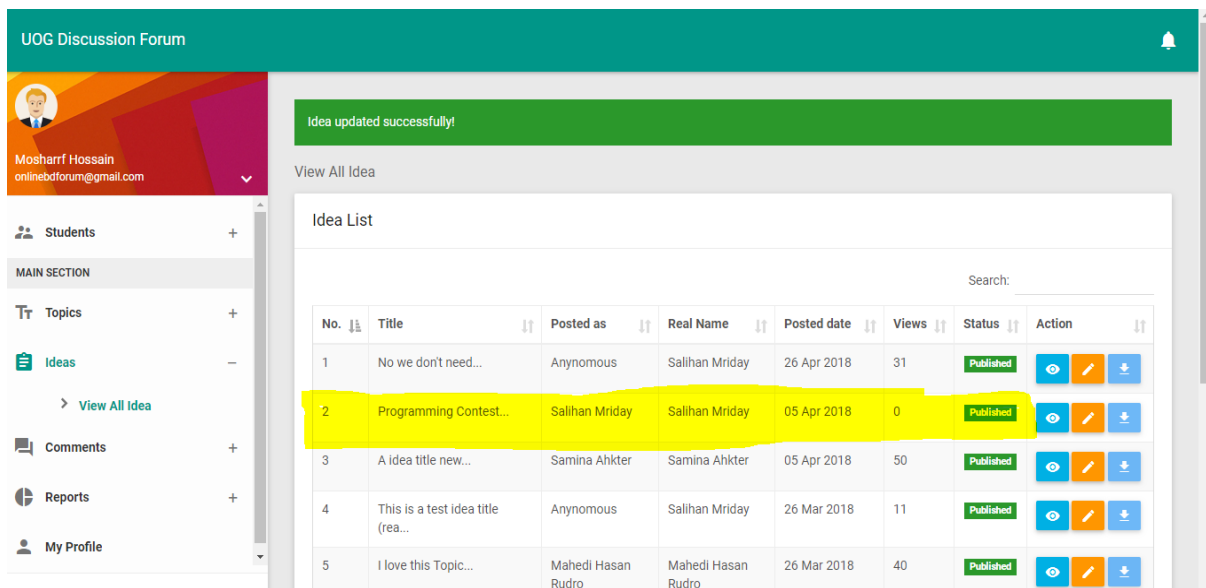 UOG Discussion Forum
Mosharrf Hossain
onlinebdforum@gmail.com
Students
MAIN SECTION
Topics
Ideas
View All Idea
Comments
Reports
My Profile
Idea updated successfully!
View All Idea
Idea List
Search:
No. Title Posted as Real Name Posted date Views Status Action
1 No we don't need... Anynomous Salihan Mriday 26 Apr 2018 31 Published
2 Programming Contest... Salihan Mriday Salihan Mriday 05 Apr 2018 0 Published
3 A idea title new... Samina Ahkter Samina Ahkter 05 Apr 2018 50 Published
4 This is a test idea title Anynomous Salihan Mriday 26 Mar 2018 11 Published
(rea...
5 I love this Topic... Mahedi Hasan Mahedi Hasan 26 Mar 2018 40 Published
Rudro Rudro